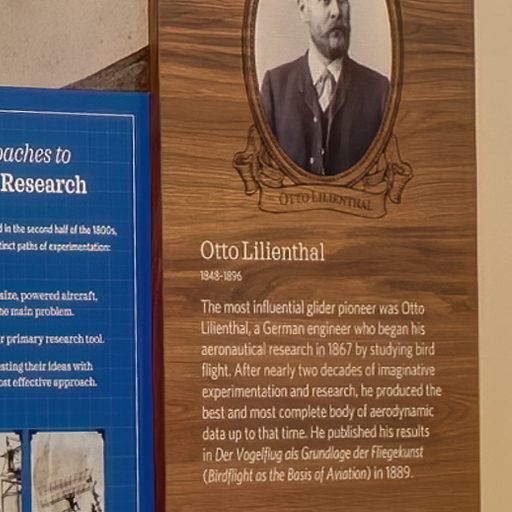 oaches to
Research
d in the second half of the 1800s,
tinct paths of experimentation:
size, powered aircraft,
he main problem.
r primary research tool.
sting their ideas with
ost effective approach.
OTTO LILIENTHAL
Otto Lilienthal
1848-1896
The most influential glider pioneer was Otto
Lilienthal, a German engineer who began his
aeronautical research in 1867 by studying bird
flight. After nearly two decades of imaginative
experimentation and research, he produced the
best and most complete body of aerodynamic
data up to that time. He published his results
in Der Vogelflug als Grundlage der Fliegekunst
(Birdflight as the Basis of Aviation) in 1889.